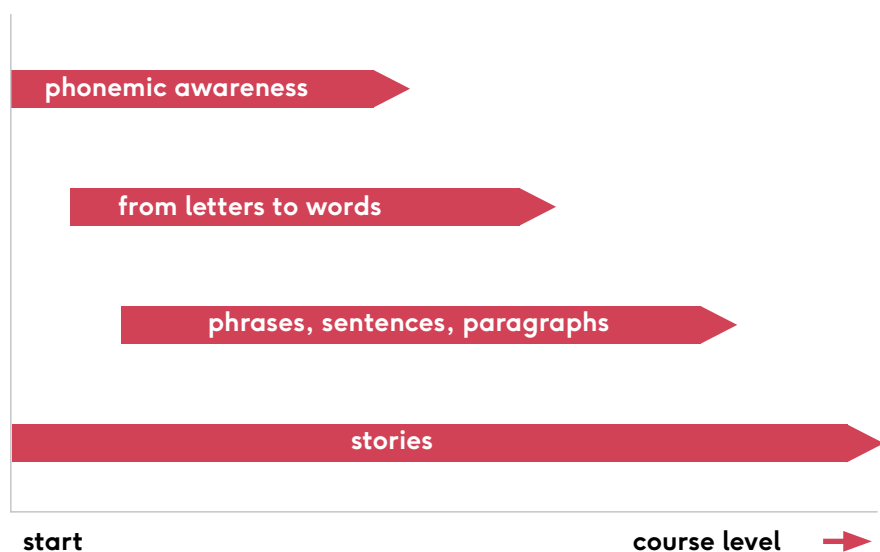 phonemic awareness
from letters to words
phrases, sentences, paragraphs
stories
start
course level